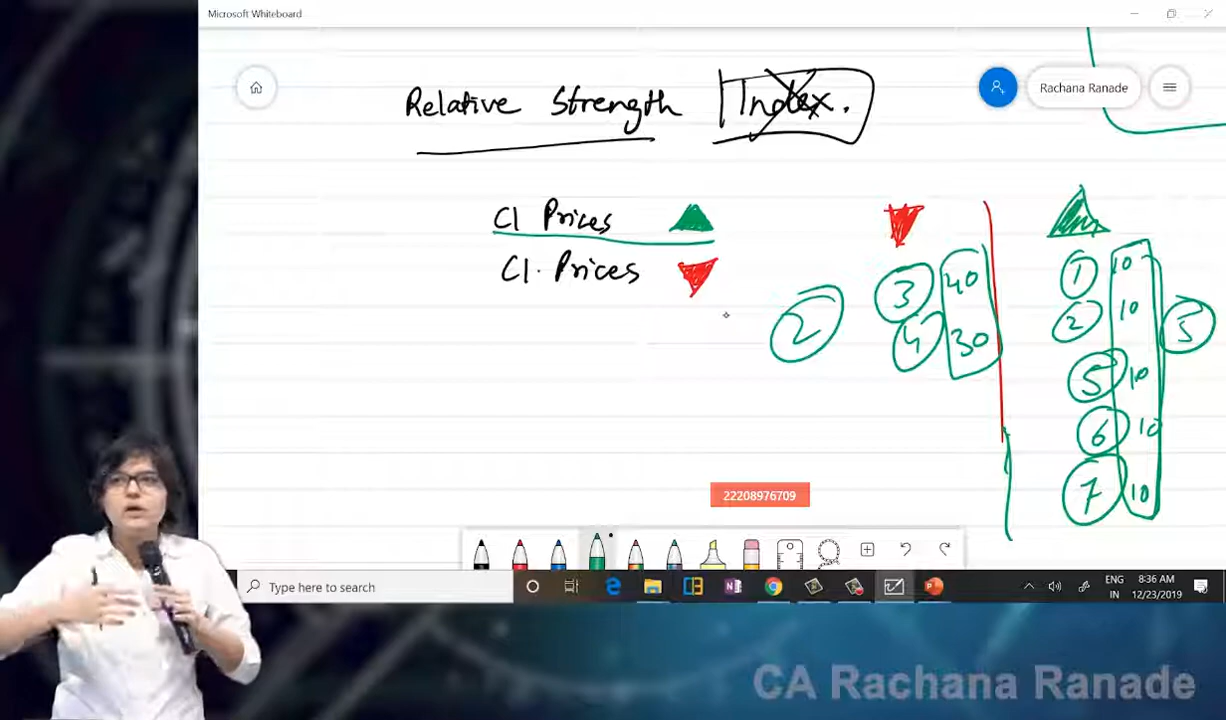 Microsoft Whiteboard
Rachana Ranade
Relative Strength Index.
Cl Prices
Cl. Prices
2
3 40
4 30
1 10
2 10
5 10
6 10
7 10
5
22208976709
Type here to search
ENG
IN
8:36 AM
12/23/2019
CA Rachana Ranade